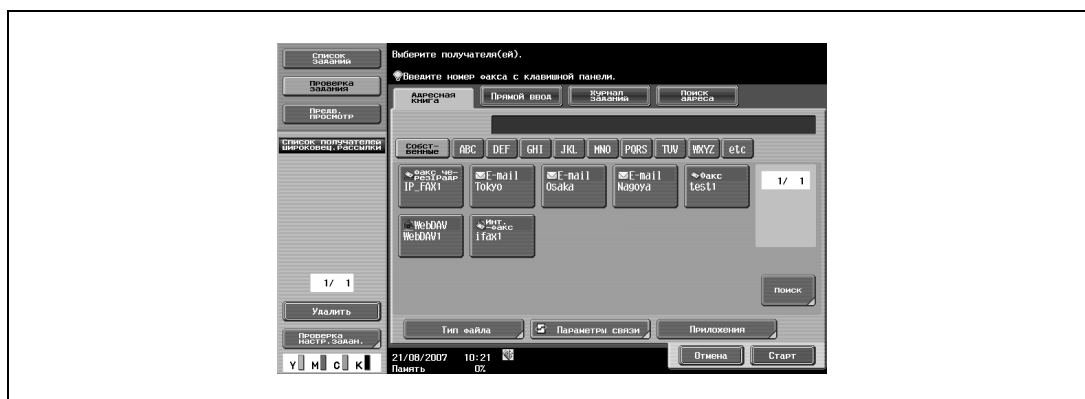 Список
заданий
Проверка
задания
Предв.
просмотр
Список получателей
широковещ.рассылки
1/ 1
Удалить
Проверка
настр.задан.
Y M C K
Выберите получателя(ей).
Введите номер факса с клавишной панели.
Адресная
книга
Прямой ввод
Журнал
заданий
Поиск
адреса
Собст-
венные
ABC DEF GHI JKL MNO PQRS TUV WXYZ etc
Факс че-
резIPадр
IP_FAX1
E-mail
Tokyo
E-mail
Osaka
E-mail
Nagoya
Факс
test1
1/ 1
WebDAV
WebDAV1
Инт.
-факс
ifax1
Поиск
Тип файла
Параметры связи
Приложения
21/08/2007 10:21
Память 0%
Отмена
Старт